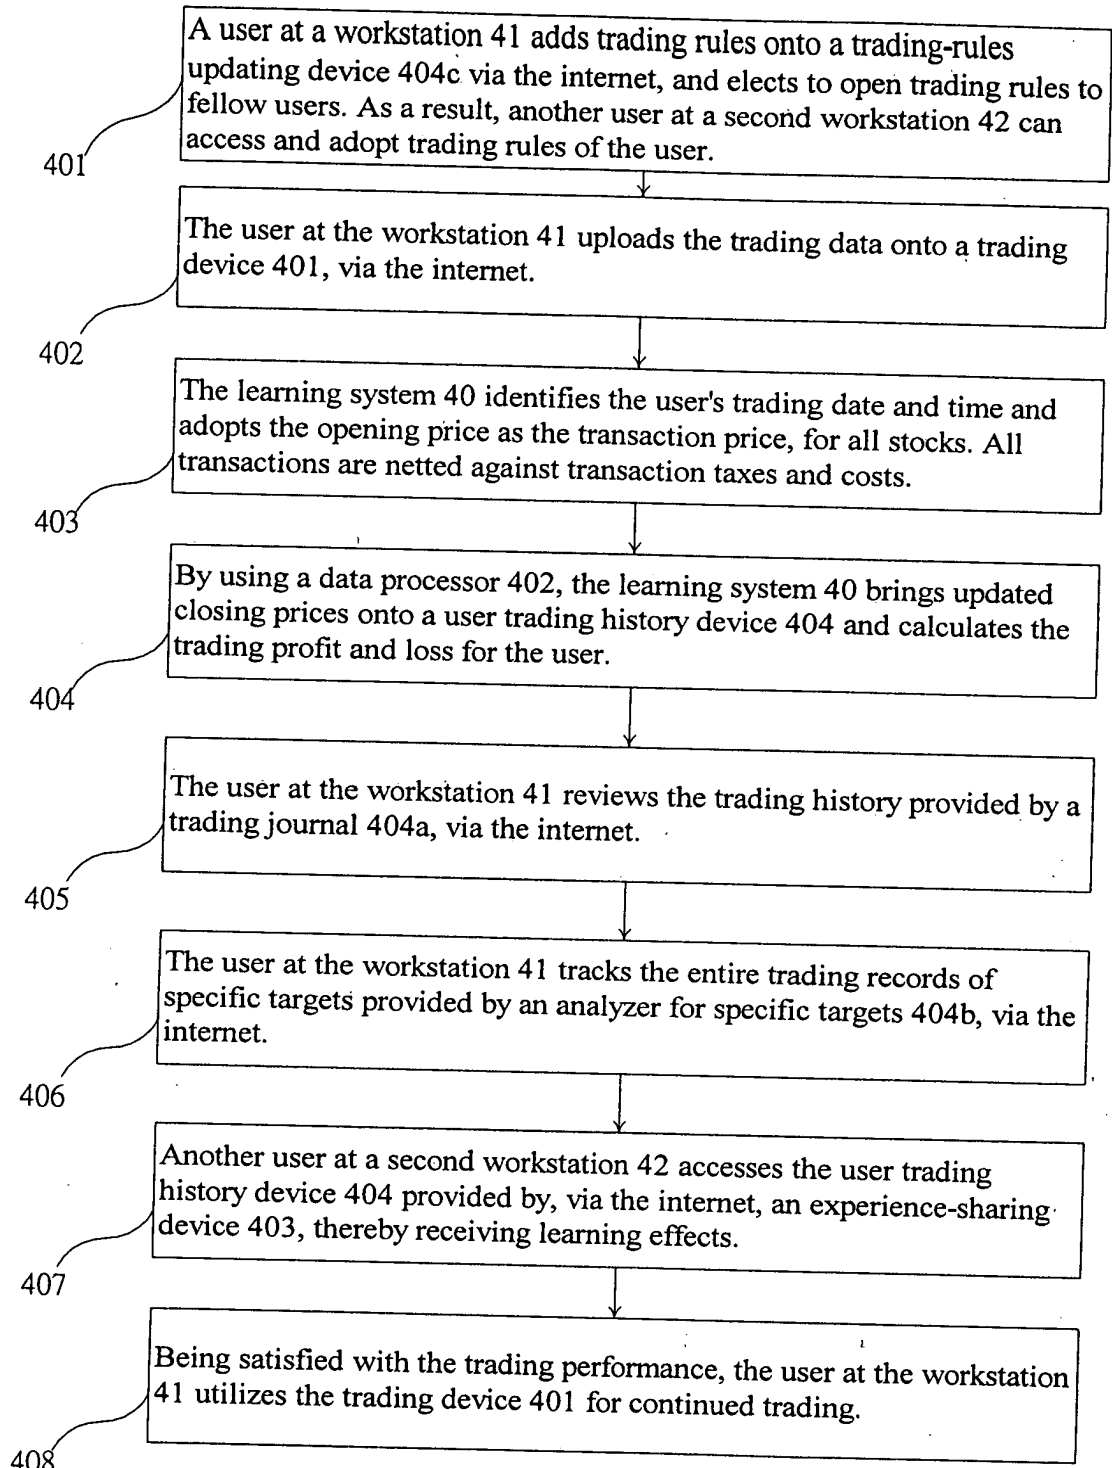 A user at a workstation 41 adds trading rules onto a trading-rules
updating device 404c via the internet, and elects to open trading rules to
fellow users. As a result, another user at a second workstation 42 can
access and adopt trading rules of the user.
401
The user at the workstation 41 uploads the trading data onto a trading
device 401, via the internet.
402
The learning system 40 identifies the user's trading date and time and
adopts the opening price as the transaction price, for all stocks. All
transactions are netted against transaction taxes and costs.
403
By using a data processor 402, the learning system 40 brings updated
closing prices onto a user trading history device 404 and calculates the
trading profit and loss for the user.
404
The user at the workstation 41 reviews the trading history provided by a
trading journal 404a, via the internet.
405
The user at the workstation 41 tracks the entire trading records of
specific targets provided by an analyzer for specific targets 404b, via the
internet.
406
Another user at a second workstation 42 accesses the user trading
history device 404 provided by, via the internet, an experience-sharing
device 403, thereby receiving learning effects.
407
Being satisfied with the trading performance, the user at the workstation
41 utilizes the trading device 401 for continued trading.
408